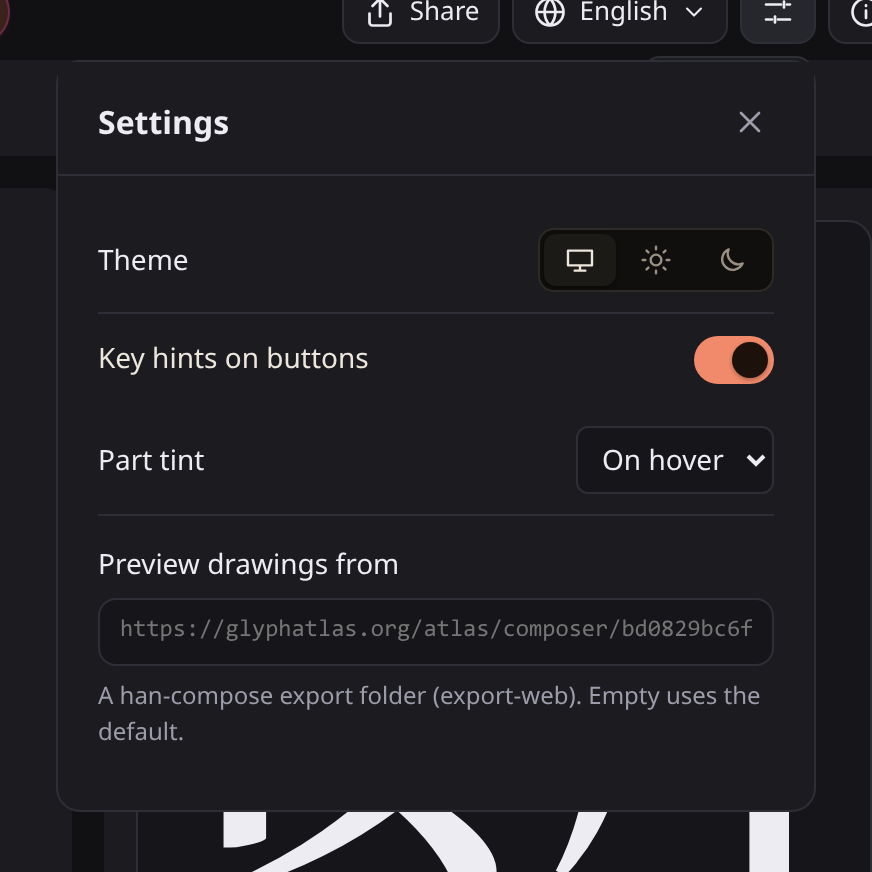 Share
English
Settings
Theme
Key hints on buttons
Part tint
On hover
Preview drawings from
https://glyphatlas.org/atlas/composer/bd0829bc6f
A han-compose export folder (export-web). Empty uses the
default.